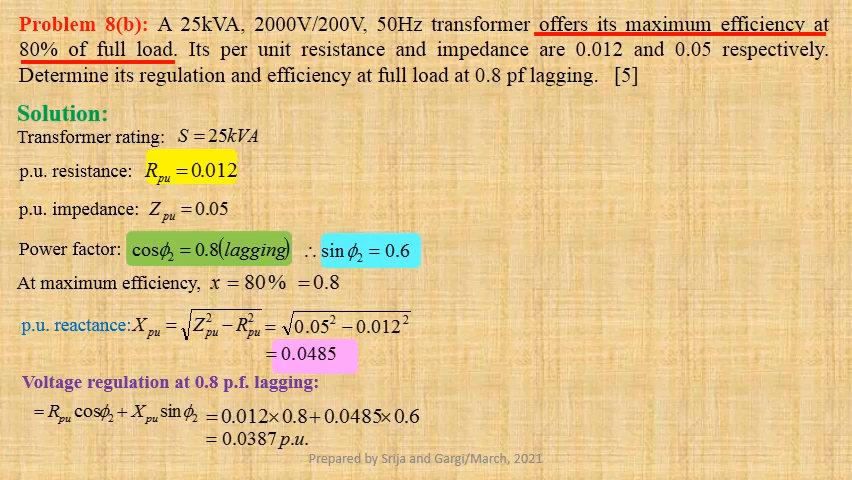 Problem 8(b): A 25kVA, 2000V/200V, 50Hz transformer offers its maximum efficiency at
80% of full load. Its per unit resistance and impedance are 0.012 and 0.05 respectively.
Determine its regulation and efficiency at full load at 0.8 pf lagging. [5]
Solution:
Transformer rating: S = 25kVA
p.u. resistance: R_pu = 0.012
p.u. impedance: Z_pu = 0.05
Power factor: cosϕ₂ = 0.8(lagging) ∴ sinϕ₂ = 0.6
At maximum efficiency, x = 80% = 0.8
p.u. reactance: X_pu = √(Z²_pu − R²_pu) = √(0.05² − 0.012²)
= 0.0485
Voltage regulation at 0.8 p.f. lagging:
= R_pu cosϕ₂ + X_pu sinϕ₂ = 0.012×0.8 + 0.0485×0.6
= 0.0387 p.u.
Prepared by Srija and Gargi/March, 2021